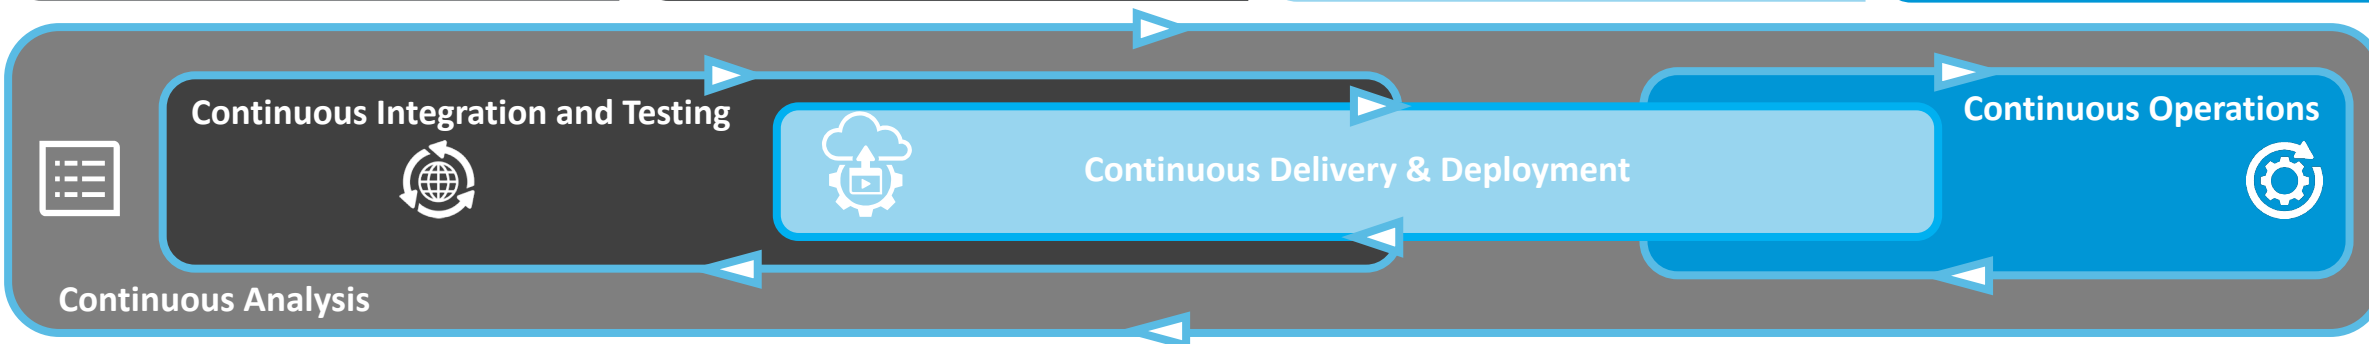 Continuous Integration and Testing
Continuous Operations
Continuous Delivery & Deployment
Continuous Analysis